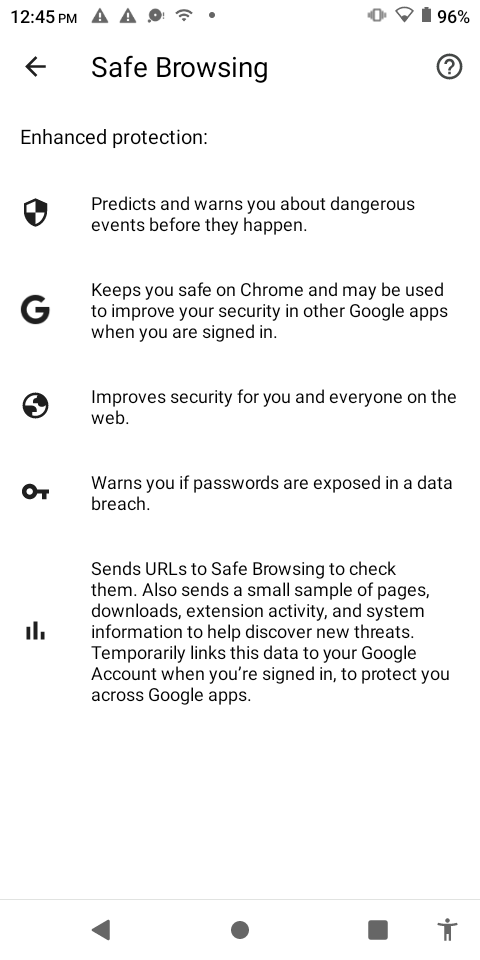 12:45 PM
96%
Safe Browsing
Enhanced protection:
Predicts and warns you about dangerous
events before they happen.
Keeps you safe on Chrome and may be used
to improve your security in other Google apps
when you are signed in.
Improves security for you and everyone on the
web.
Warns you if passwords are exposed in a data
breach.
Sends URLs to Safe Browsing to check
them. Also sends a small sample of pages,
downloads, extension activity, and system
information to help discover new threats.
Temporarily links this data to your Google
Account when you’re signed in, to protect you
across Google apps.